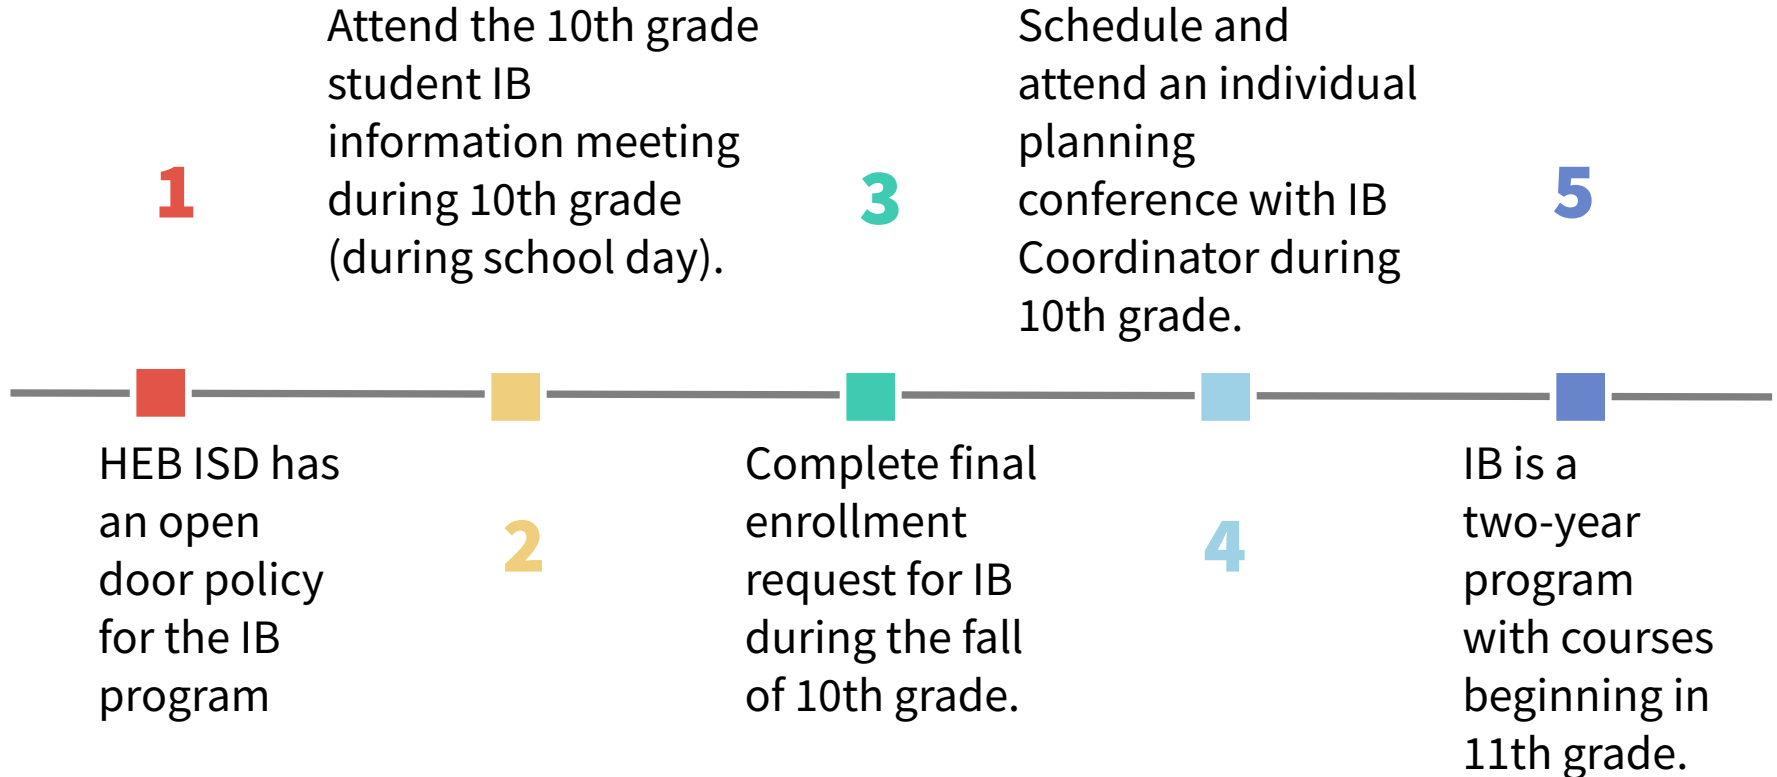 1
HEB ISD has
an open
door policy
for the IB
program
Attend the 10th grade
student IB
information meeting
during 10th grade
(during school day).
2
3
Complete final
enrollment
request for IB
during the fall
of 10th grade.
Schedule and
attend an individual
planning
conference with IB
Coordinator during
10th grade.
4
5
IB is a
two-year
program
with courses
beginning in
11th grade.